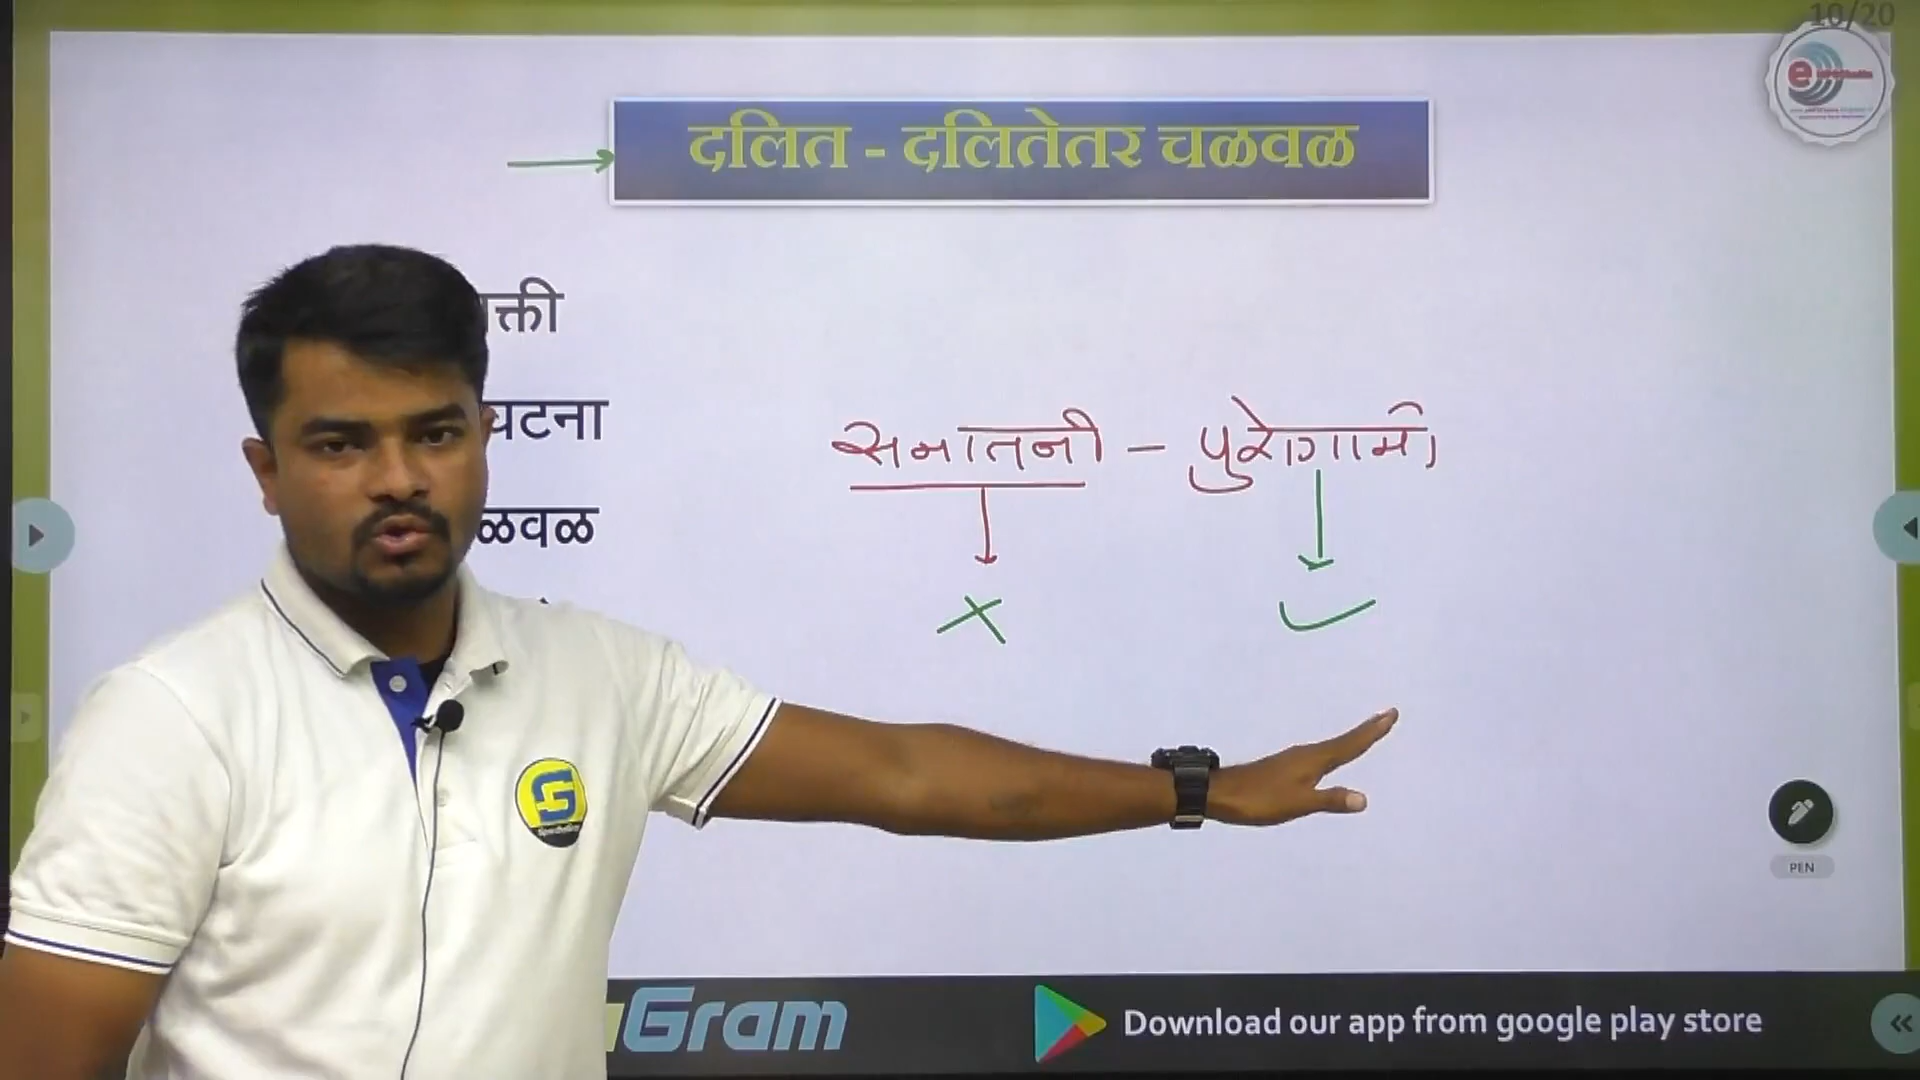 10/20
दलित - दलितेतर चळवळ
क्ती
घटना
ळवळ
सनातनी - पुरोगामी
PEN
Gram
Download our app from google play store